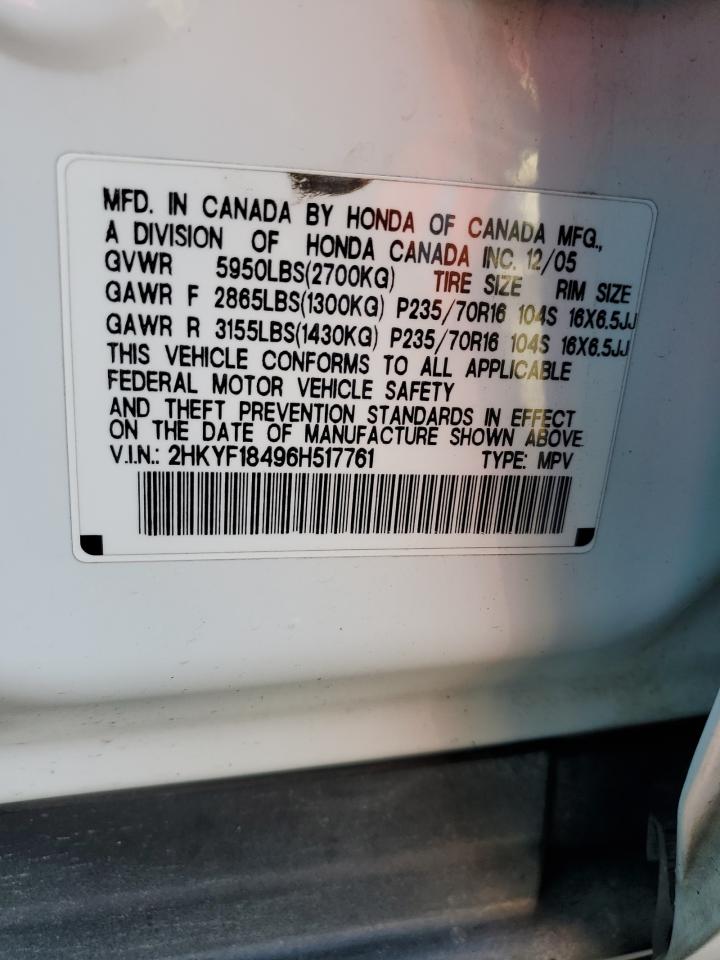 MFD. IN CANADA BY HONDA OF CANADA MFG.,
A DIVISION OF HONDA CANADA INC. 12/05
GVWR 5950LBS(2700KG) TIRE SIZE RIM SIZE
GAWR F 2865LBS(1300KG) P235/70R16 104S 16X6.5JJ
GAWR R 3155LBS(1430KG) P235/70R16 104S 16X6.5JJ
THIS VEHICLE CONFORMS TO ALL APPLICABLE
FEDERAL MOTOR VEHICLE SAFETY
AND THEFT PREVENTION STANDARDS IN EFFECT
ON THE DATE OF MANUFACTURE SHOWN ABOVE.
V.I.N.: 2HKYF18496H517761 TYPE: MPV